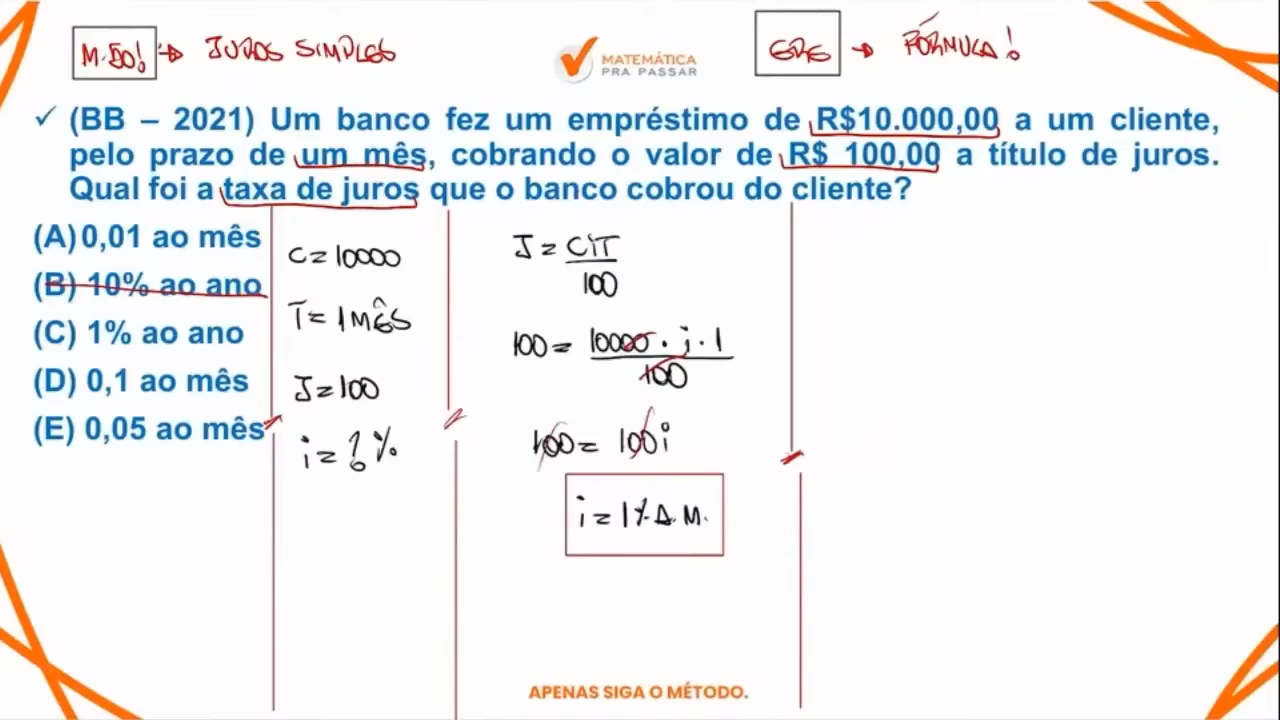 M.50! → JUROS SIMPLES
MATEMÁTICA
PRA PASSAR
→ FÓRMULA!
✓ (BB – 2021) Um banco fez um empréstimo de R$10.000,00 a um cliente,
pelo prazo de um mês, cobrando o valor de R$ 100,00 a título de juros.
Qual foi a taxa de juros que o banco cobrou do cliente?
(A) 0,01 ao mês
(B) 10% ao ano
(C) 1% ao ano
(D) 0,1 ao mês
(E) 0,05 ao mês
C = 10000
T = 1 MÊS
J = 100
i = ? %
J = CiT
100
100 = 10000 . i . 1
100
100 = 100i
i = 1% A.M.
APENAS SIGA O MÉTODO.